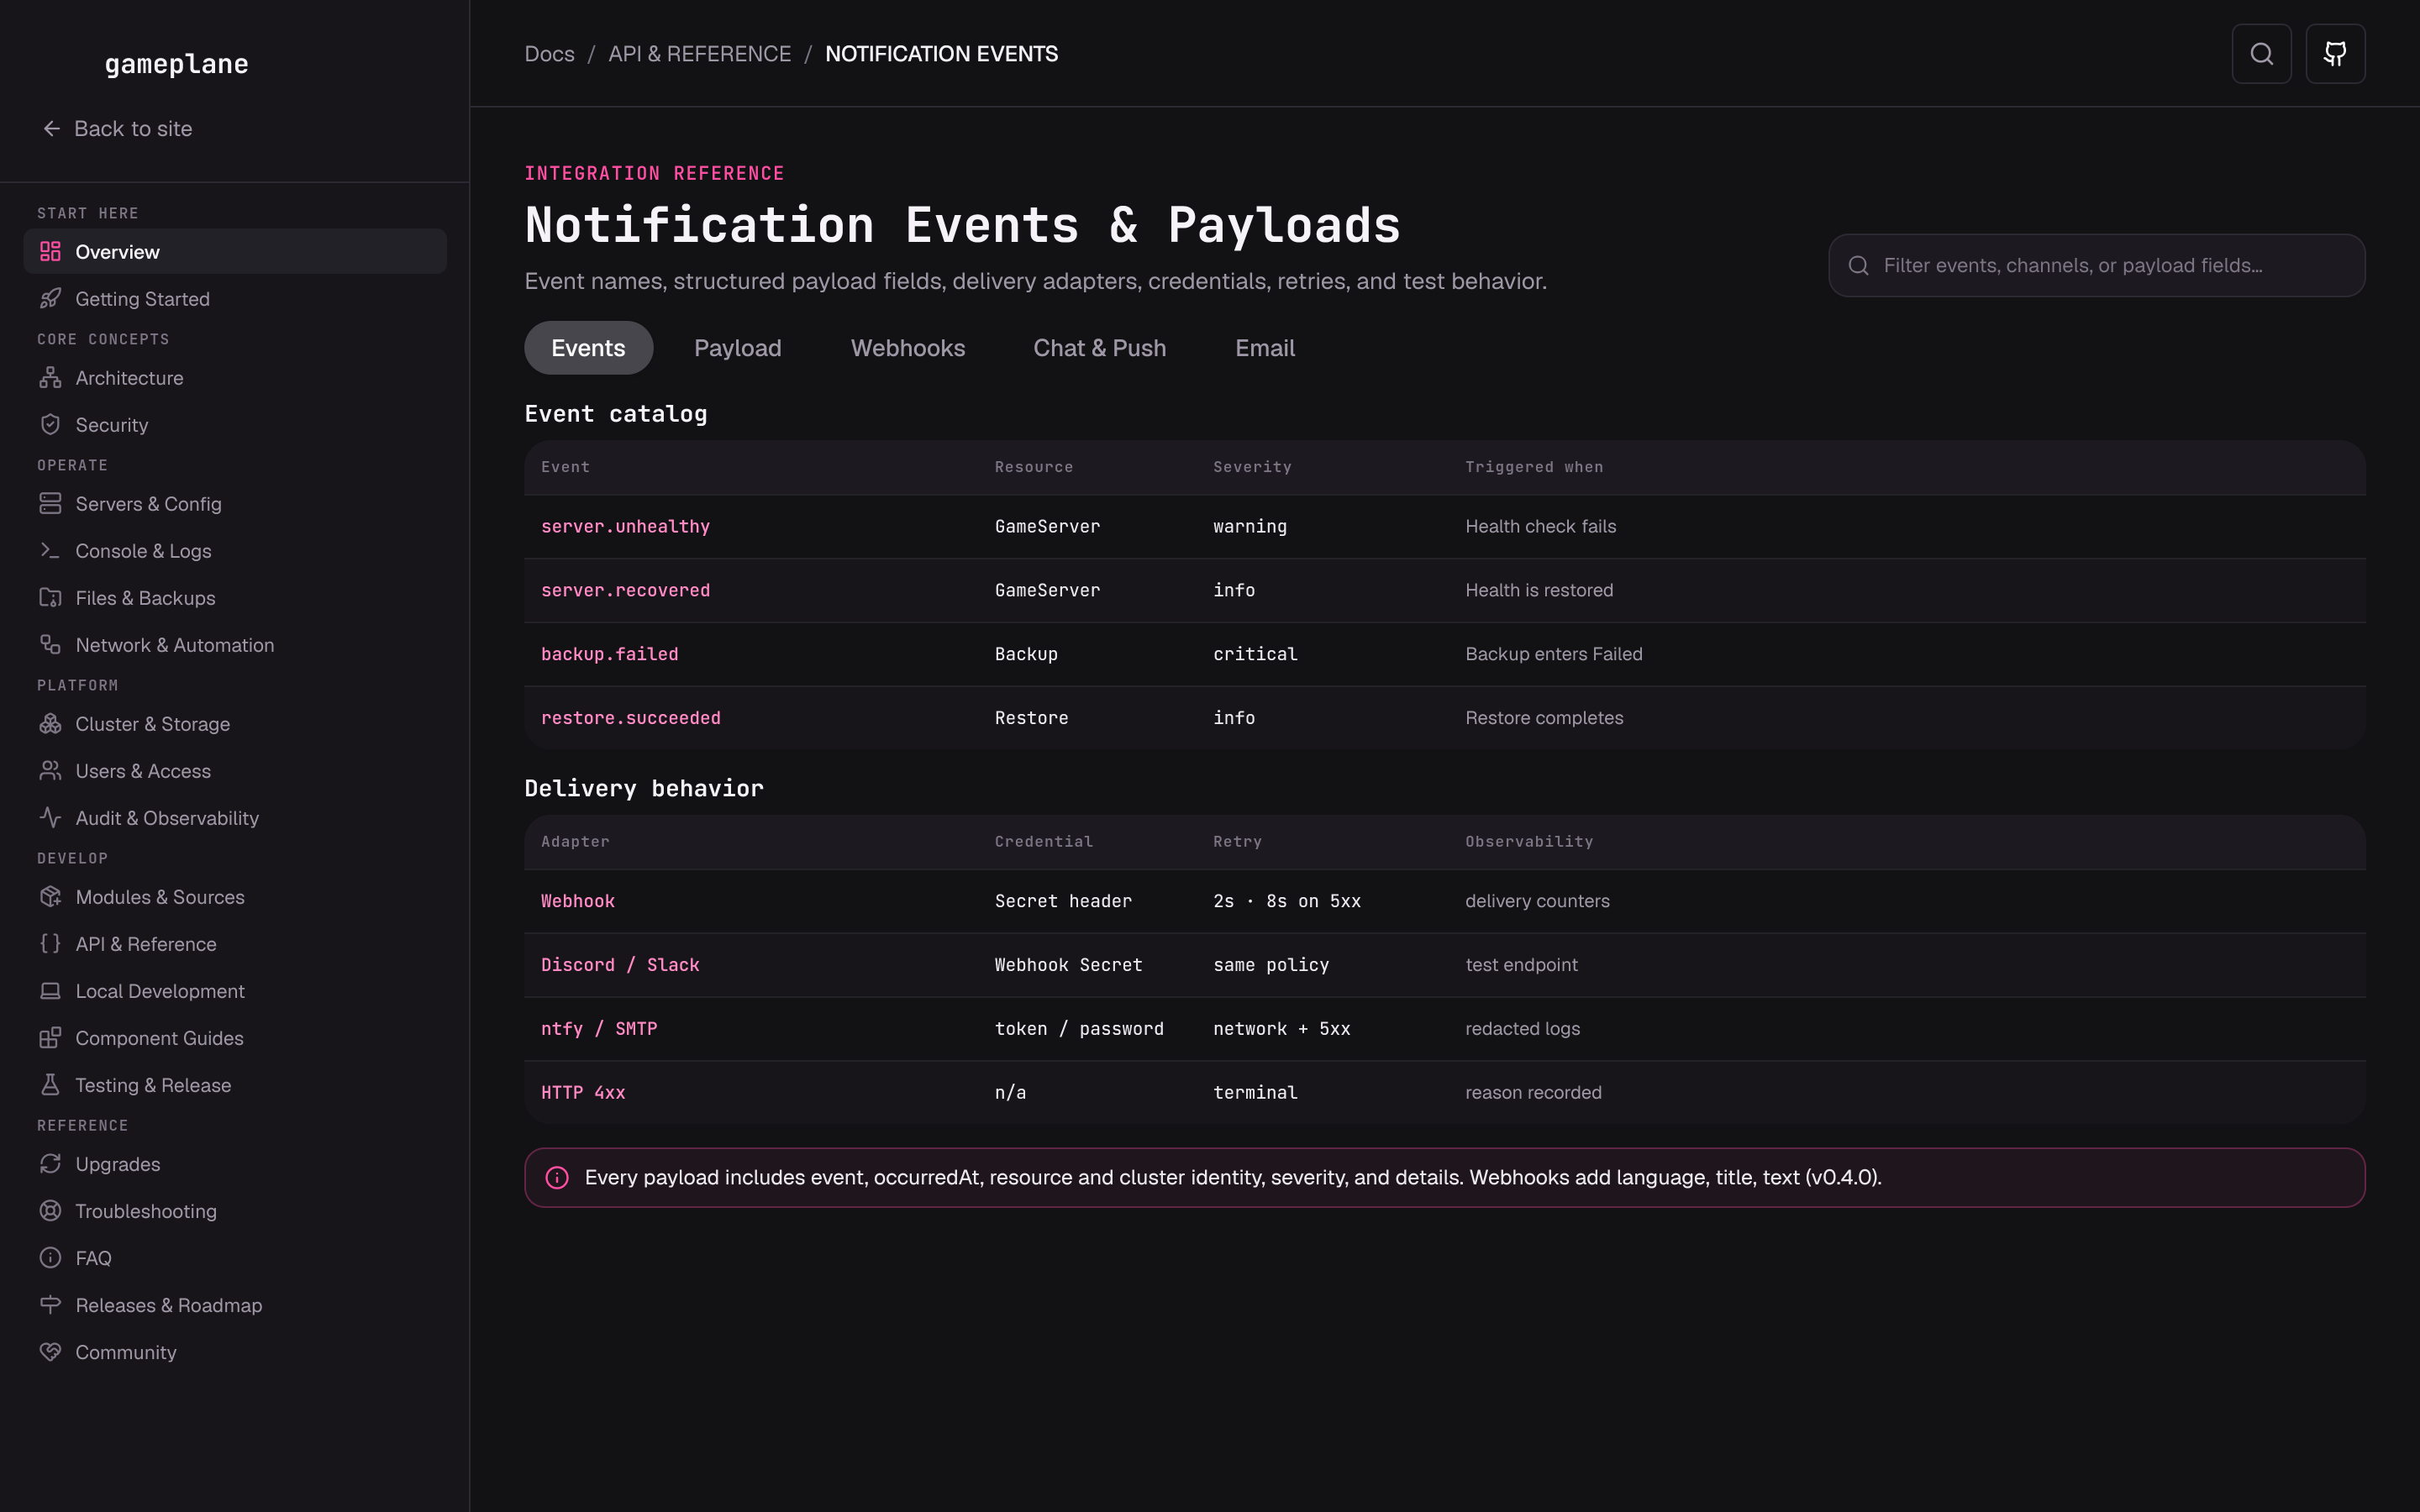 gameplane
Back to site
START HERE
Overview
Getting Started
CORE CONCEPTS
Architecture
Security
OPERATE
Servers & Config
Console & Logs
Files & Backups
Network & Automation
PLATFORM
Cluster & Storage
Users & Access
Audit & Observability
DEVELOP
Modules & Sources
API & Reference
Local Development
Component Guides
Testing & Release
REFERENCE
Upgrades
Troubleshooting
FAQ
Releases & Roadmap
Community
Docs / API & REFERENCE / NOTIFICATION EVENTS
INTEGRATION REFERENCE
Notification Events & Payloads
Event names, structured payload fields, delivery adapters, credentials, retries, and test behavior.
Filter events, channels, or payload fields...
Events Payload Webhooks Chat & Push Email
Event catalog
Event Resource Severity Triggered when
server.unhealthy GameServer warning Health check fails
server.recovered GameServer info Health is restored
backup.failed Backup critical Backup enters Failed
restore.succeeded Restore info Restore completes
Delivery behavior
Adapter Credential Retry Observability
Webhook Secret header 2s · 8s on 5xx delivery counters
Discord / Slack Webhook Secret same policy test endpoint
ntfy / SMTP token / password network + 5xx redacted logs
HTTP 4xx n/a terminal reason recorded
Every payload includes event, occurredAt, resource and cluster identity, severity, and details. Webhooks add language, title, text (v0.4.0).